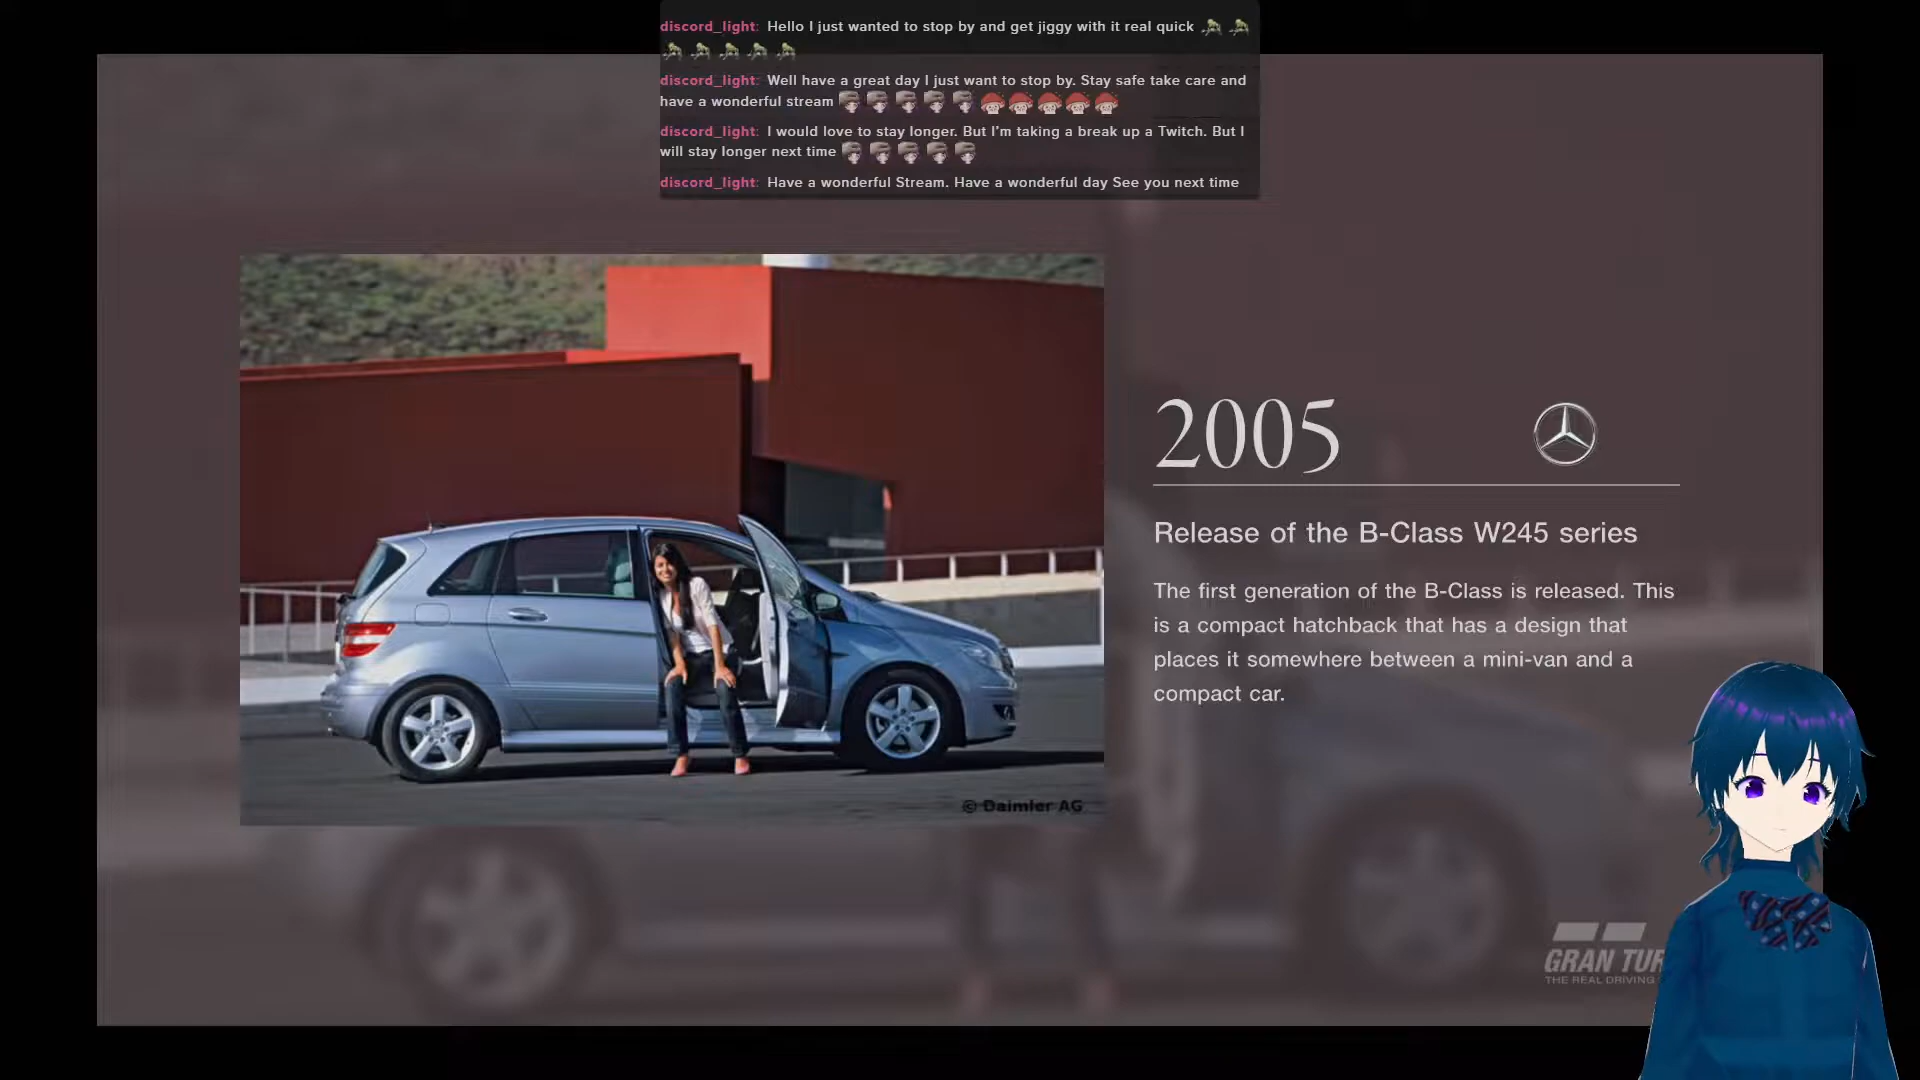 discord_light: Hello I just wanted to stop by and get jiggy with it real quick
discord_light: Well have a great day I just want to stop by. Stay safe take care and
have a wonderful stream
discord_light: I would love to stay longer. But I'm taking a break up a Twitch. But I
will stay longer next time
discord_light: Have a wonderful Stream. Have a wonderful day See you next time
2005
Release of the B-Class W245 series
The first generation of the B-Class is released. This
is a compact hatchback that has a design that
places it somewhere between a mini-van and a
compact car.
© Daimler AG
GRAN TUR
THE REAL DRIVING